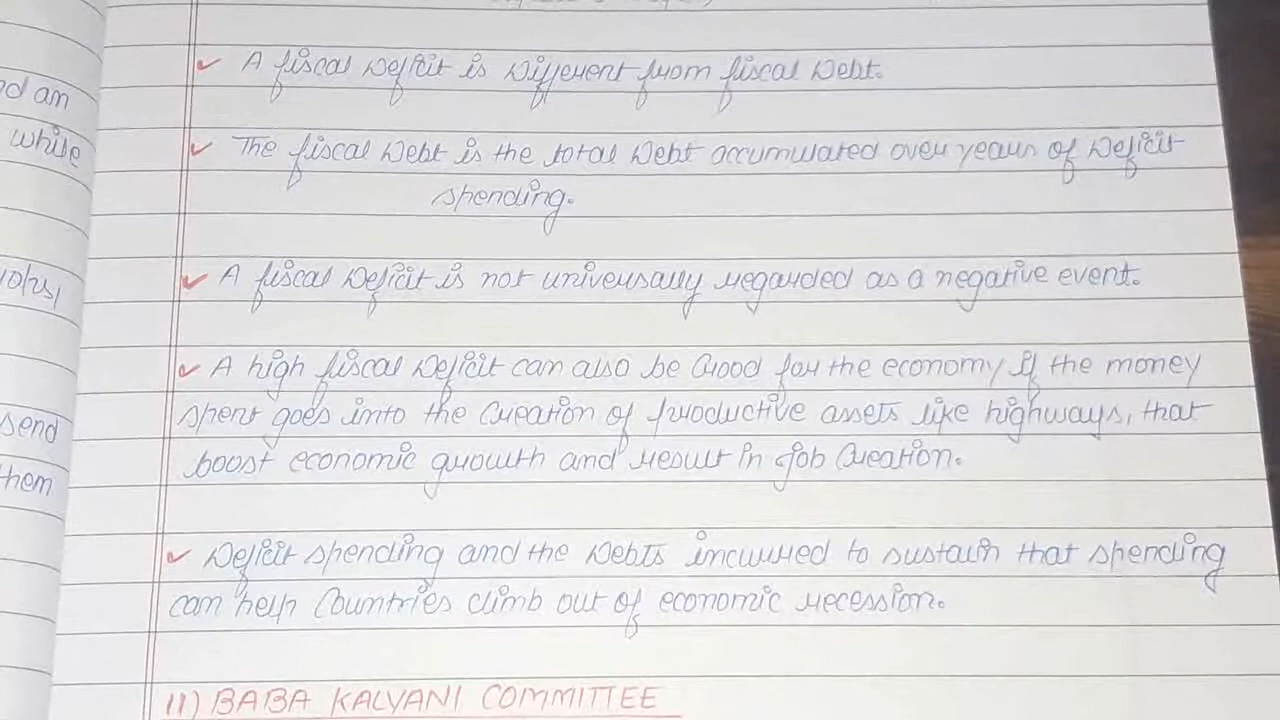 ✓ A fiscal Deficit is Different from fiscal Debt.
✓ The fiscal Debt is the total Debt accumulated over years of Deficit
spending.
✓ A fiscal Deficit is not universally regarded as a negative event.
✓ A high fiscal Deficit can also be Good for the economy if the money
spent goes into the Creation of Productive assets like highways, that
boost economic growth and result in job Creation.
✓ Deficit spending and the Debts incurred to sustain that spending
can help Countries climb out of economic recession.
11) BABA KALYANI COMMITTEE
an
while
send
them